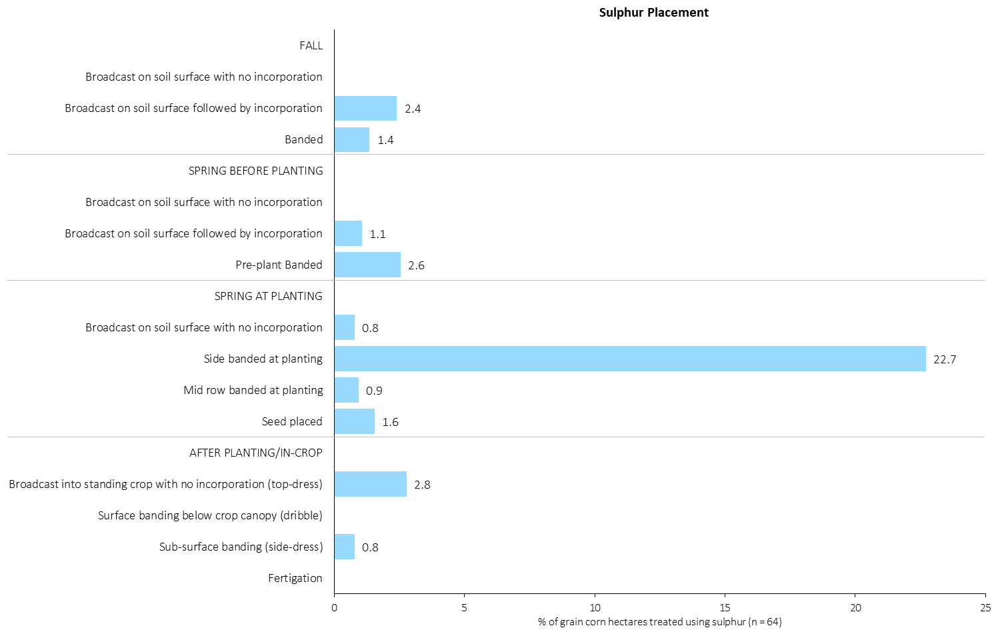 Sulphur Placement
FALL
Broadcast on soil surface with no incorporation
Broadcast on soil surface followed by incorporation 2.4
Banded 1.4
SPRING BEFORE PLANTING
Broadcast on soil surface with no incorporation
Broadcast on soil surface followed by incorporation 1.1
Pre-plant Banded 2.6
SPRING AT PLANTING
Broadcast on soil surface with no incorporation 0.8
Side banded at planting 22.7
Mid row banded at planting 0.9
Seed placed 1.6
AFTER PLANTING/IN-CROP
Broadcast into standing crop with no incorporation (top-dress) 2.8
Surface banding below crop canopy (dribble)
Sub-surface banding (side-dress) 0.8
Fertigation
0 5 10 15 20 25
% of grain corn hectares treated using sulphur (n = 64)